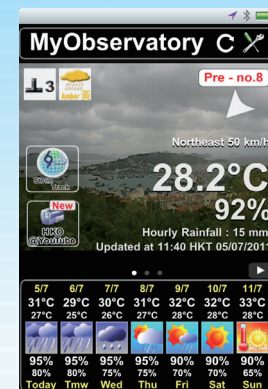 MyObservatory
Pre - no.8
3
Amber
Northeast 50 km/h
Storm
Track
28.2°C
92%
New
HKO
@YouTube
Hourly Rainfall : 15 mm
Updated at 11:40 HKT 05/07/2011
5/7 6/7 7/7 8/7 9/7 10/7 11/7
31°C 29°C 30°C 31°C 32°C 32°C 33°C
27°C 25°C 26°C 27°C 28°C 28°C 28°C
95% 95% 95% 95% 90% 90% 90%
80% 80% 75% 75% 70% 70% 65%
Today Tmw Wed Thu Fri Sat Sun